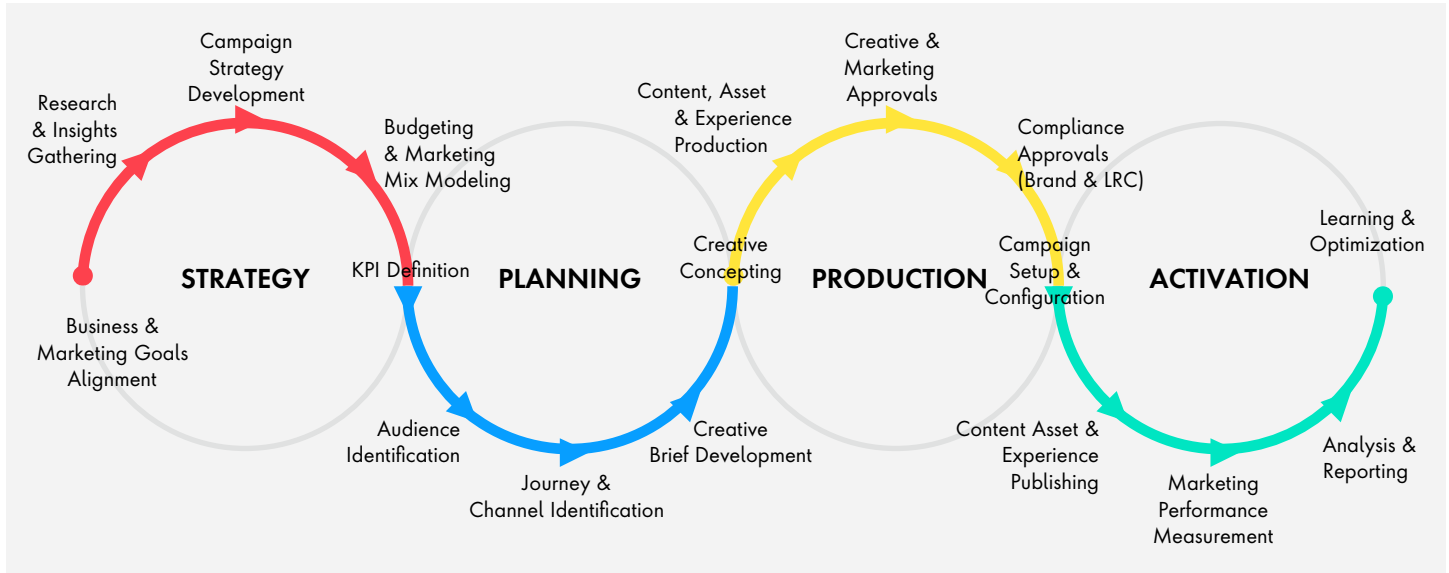 Business &
Marketing Goals
Alignment
Research
& Insights
Gathering
Campaign
Strategy
Development
Budgeting
& Marketing
Mix Modeling
STRATEGY
KPI Definition
Audience
Identification
Journey &
Channel Identification
Creative
Brief Development
PLANNING
Creative
Concepting
Content, Asset
& Experience
Production
Creative &
Marketing
Approvals
Compliance
Approvals
(Brand & LRC)
PRODUCTION
Campaign
Setup &
Configuration
Content Asset &
Experience
Publishing
Marketing
Performance
Measurement
Analysis &
Reporting
Learning &
Optimization
ACTIVATION